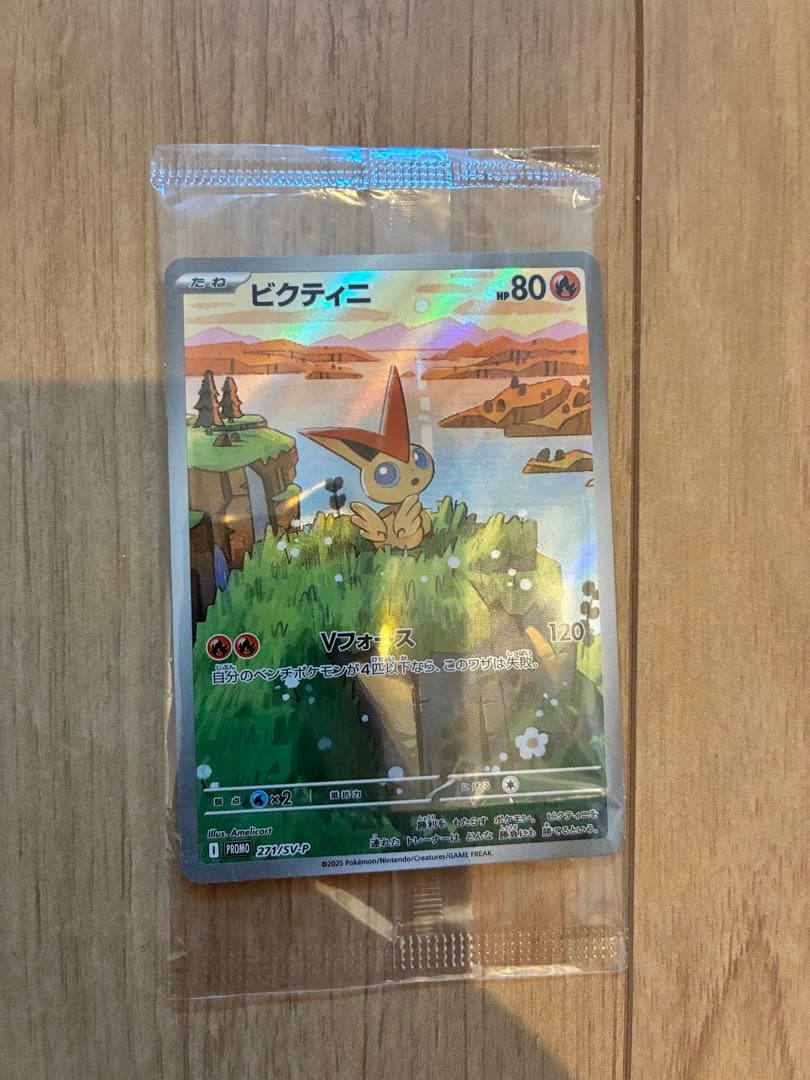 たね
ビクティニ
HP80
Vフォース 120
自分のベンチポケモンが4匹以下なら、このワザは失敗。
弱点 ×2 抵抗力 にげる
勝利を もたらす ポケモン。 ビクティニを
連れた トレーナーは どんな 勝負にも 勝てるという。
Illus. Amelicart
I PROMO 271/SV-P
©2025 Pokémon/Nintendo/Creatures/GAME FREAK.